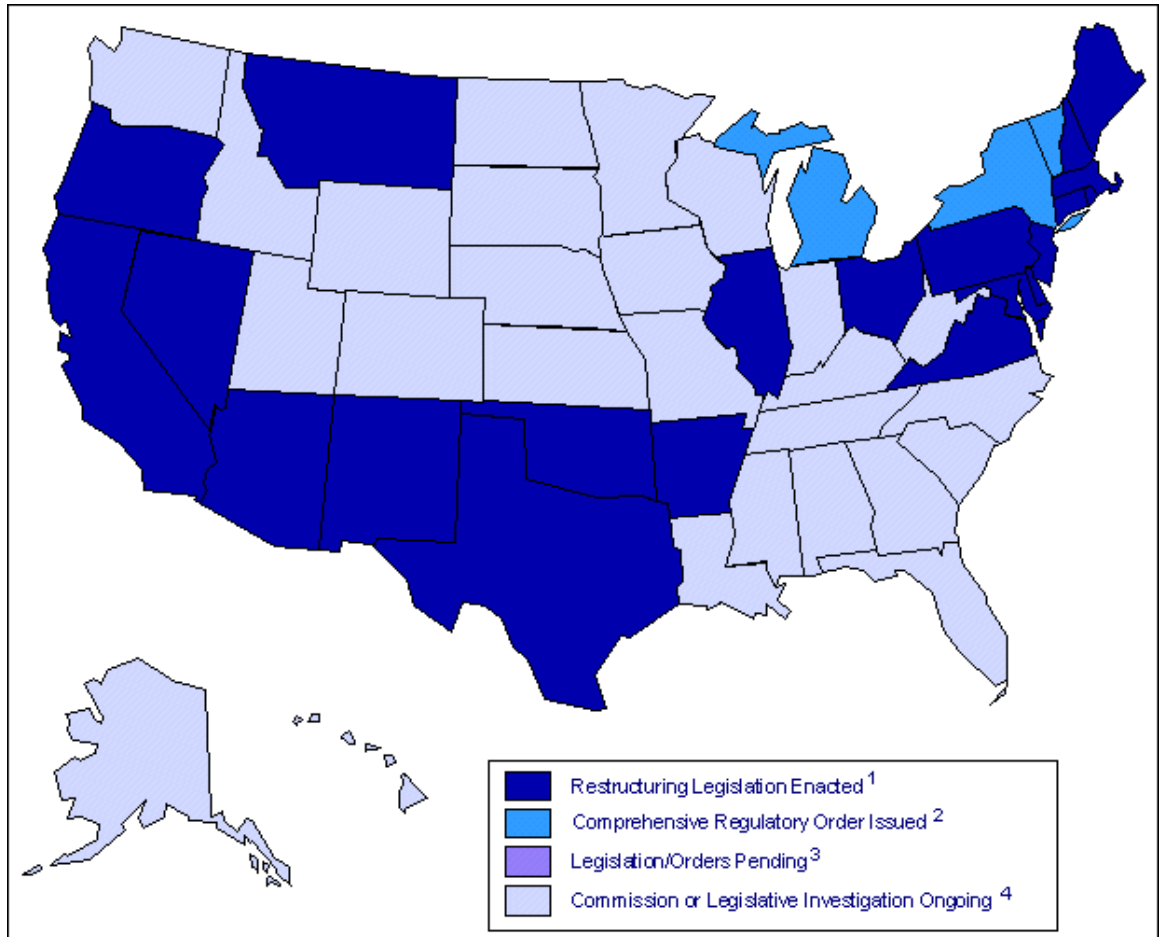 Restructuring Legislation Enacted 1
Comprehensive Regulatory Order Issued 2
Legislation/Orders Pending 3
Commission or Legislative Investigation Ongoing 4